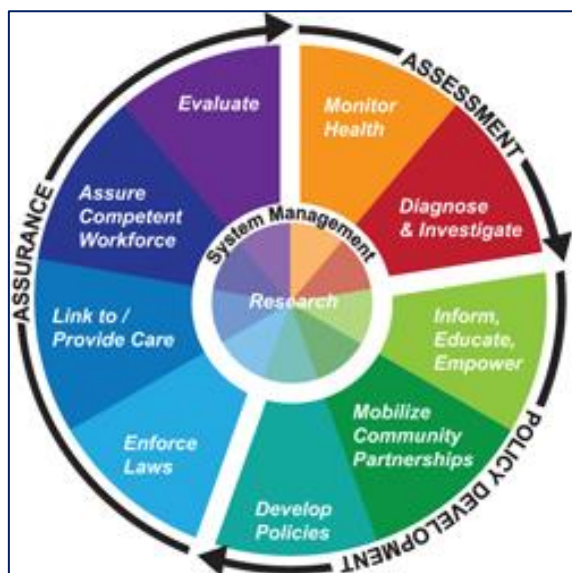 ASSESSMENT
Monitor
Health
Diagnose
& Investigate
Inform,
Educate,
Empower
Mobilize
Community
Partnerships
Develop
Policies
POLICY DEVELOPMENT
Enforce
Laws
Link to /
Provide Care
Assure
Competent
Workforce
Evaluate
ASSURANCE
System Management
Research